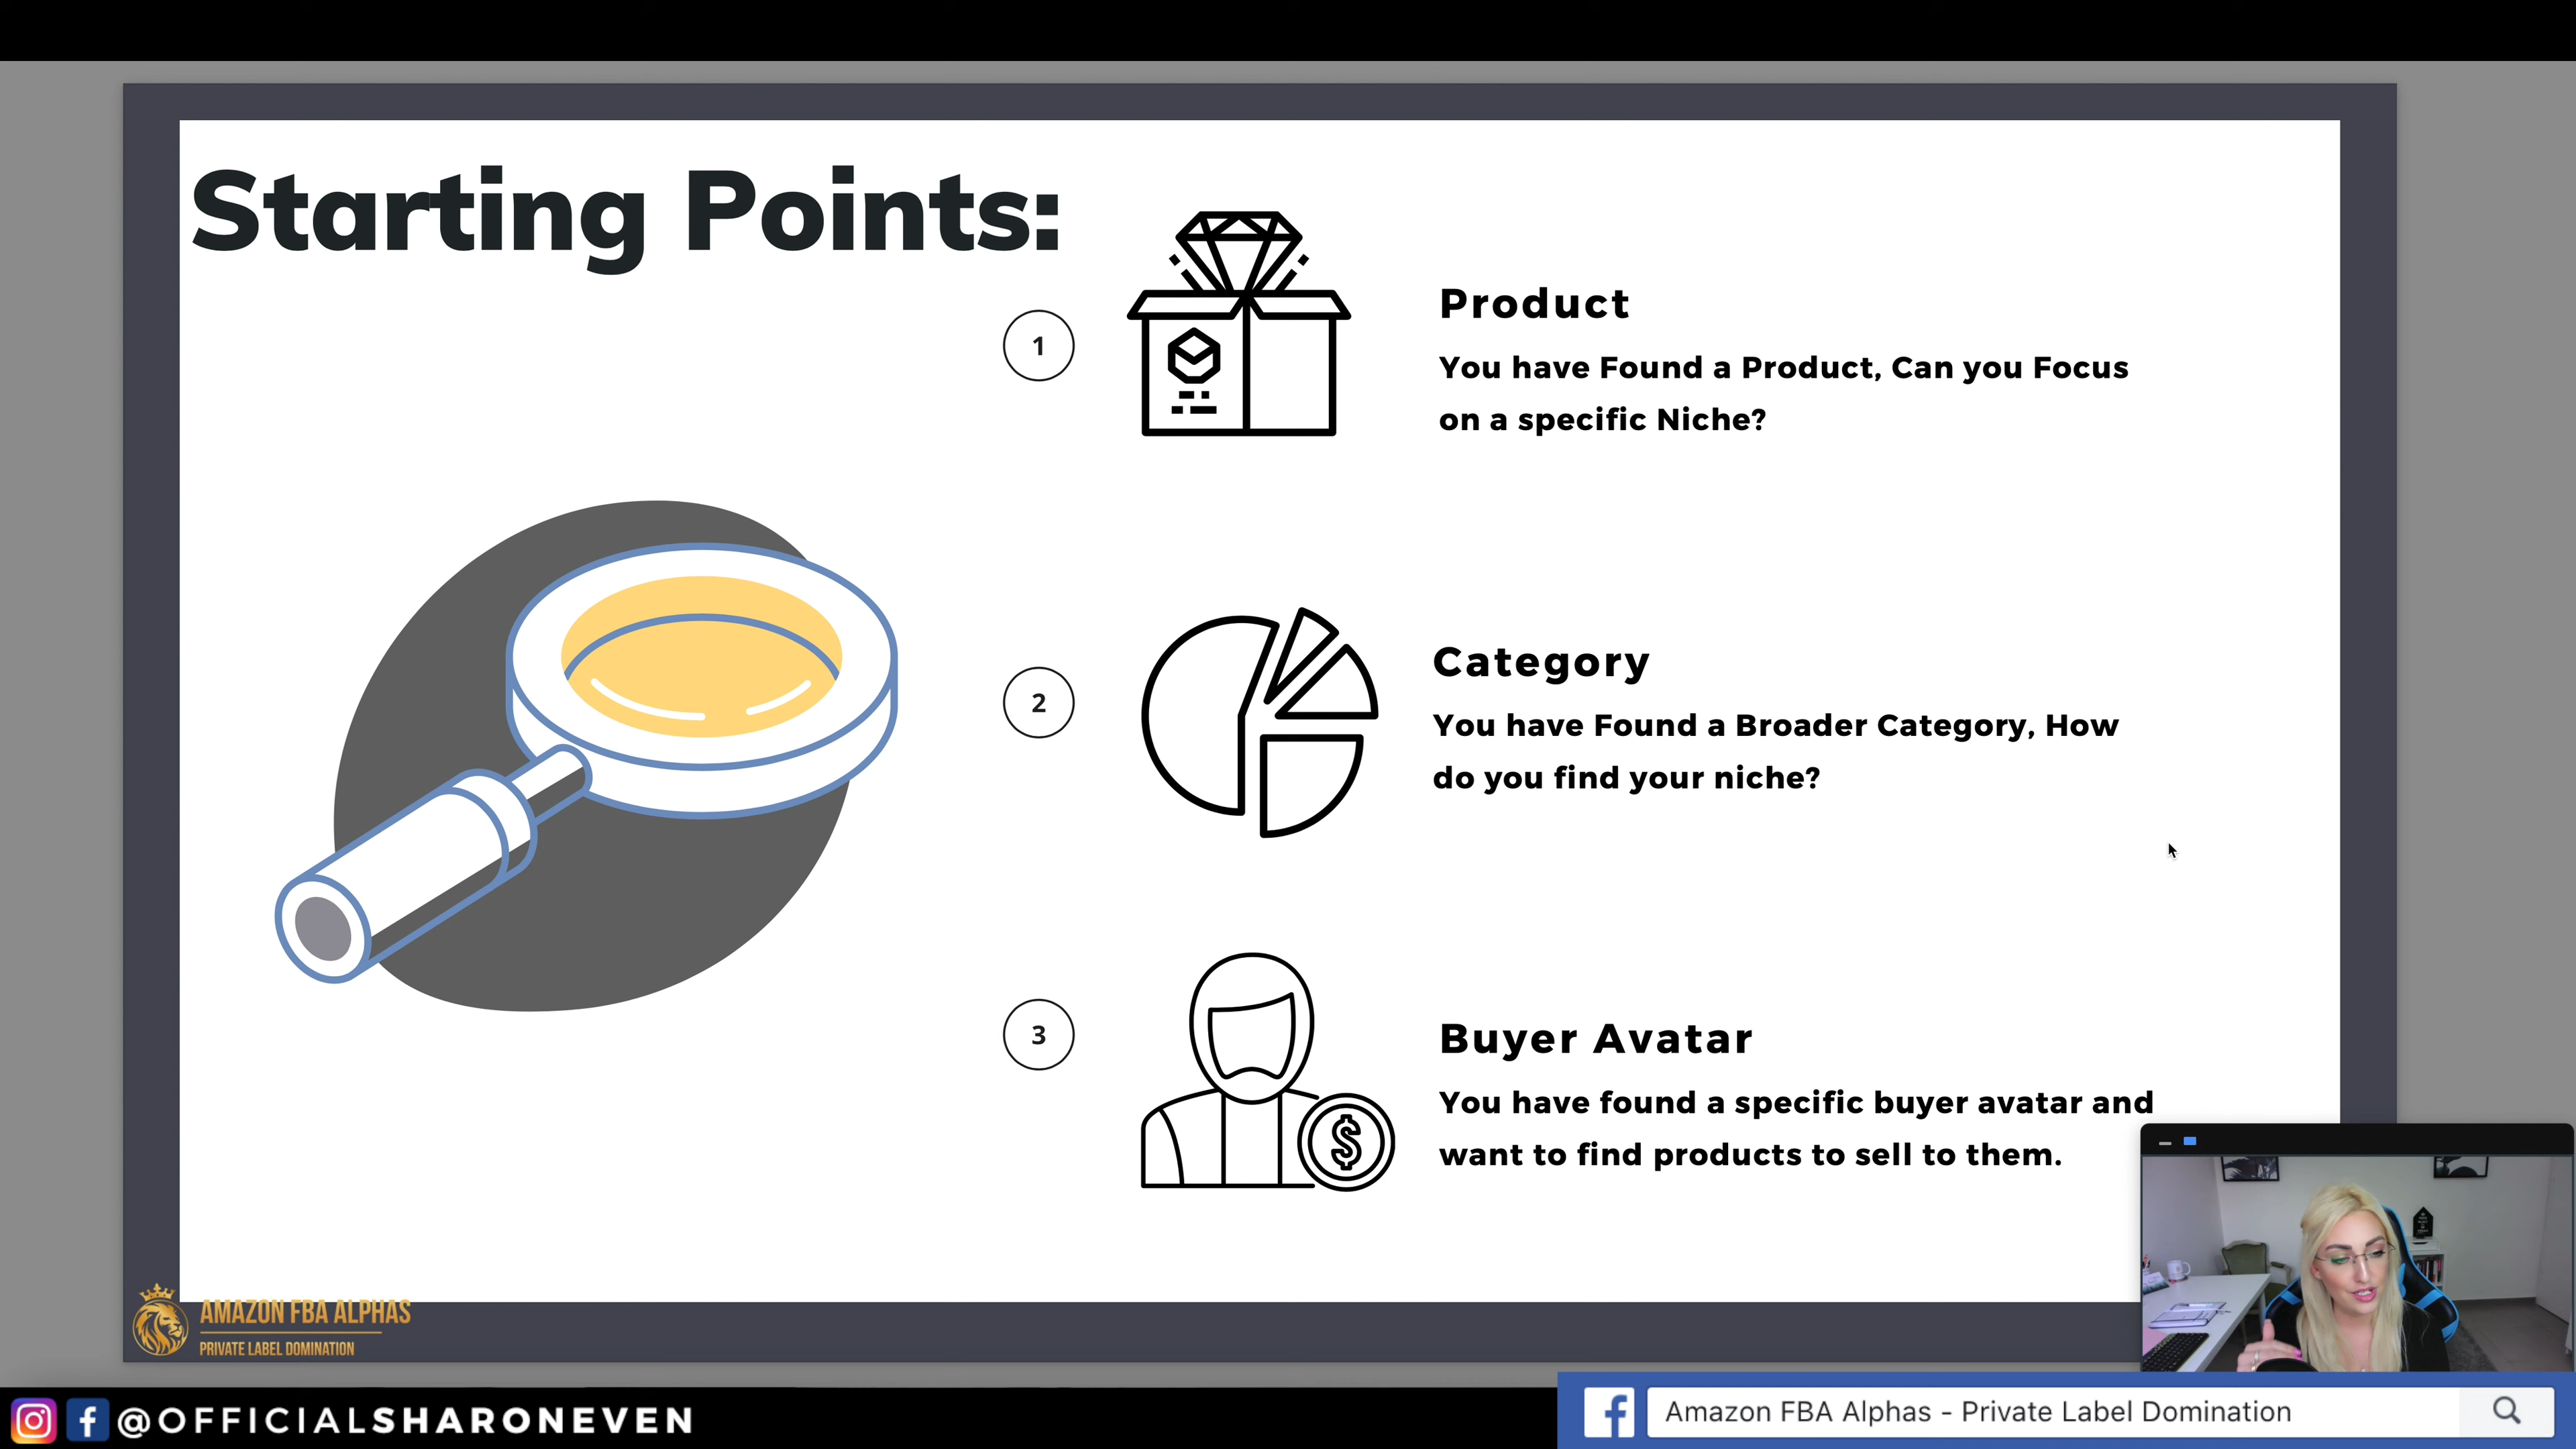 Starting Points:
1
Product
You have Found a Product, Can you Focus
on a specific Niche?
2
Category
You have Found a Broader Category, How
do you find your niche?
3
Buyer Avatar
You have found a specific buyer avatar and
want to find products to sell to them.
$
AMAZON FBA ALPHAS
PRIVATE LABEL DOMINATION
@OFFICIALSHARONEVEN
Amazon FBA Alphas - Private Label Domination